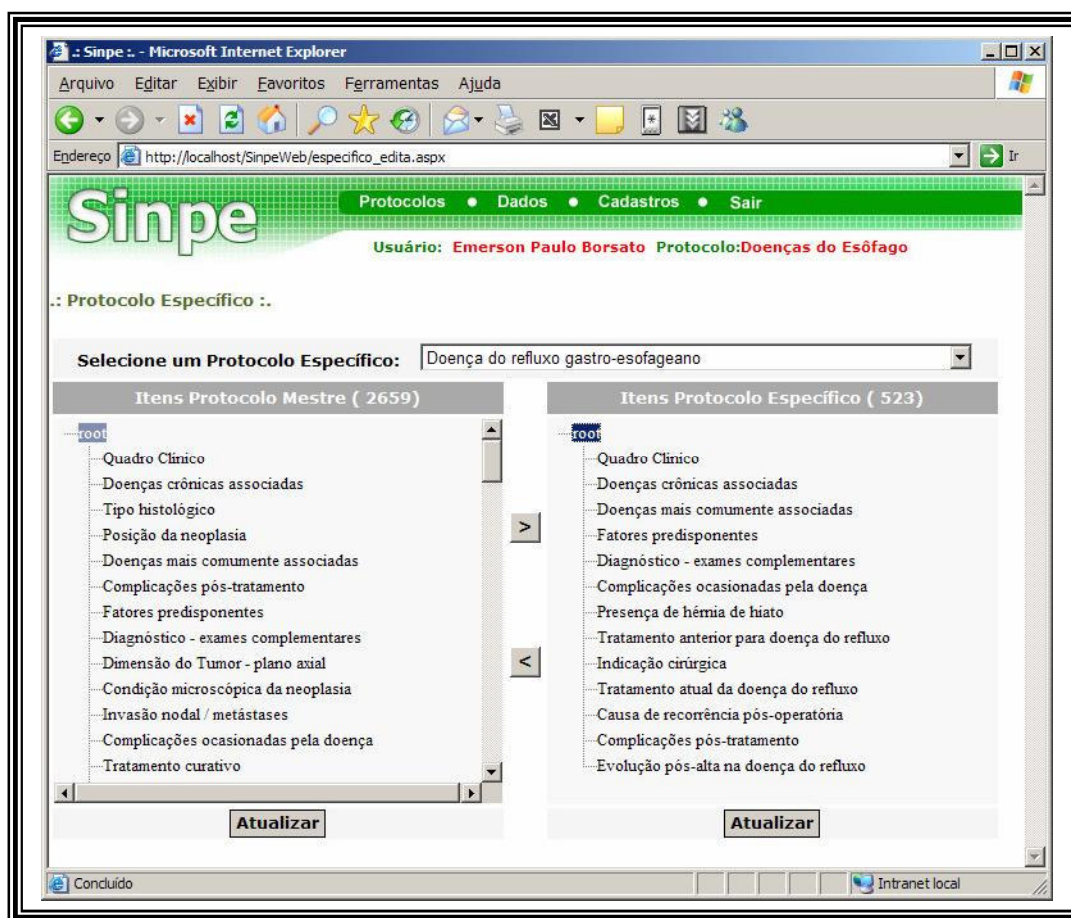 .: Sinpe :. - Microsoft Internet Explorer
Arquivo Editar Exibir Favoritos Ferramentas Ajuda
Endereço http://localhost/SinpeWeb/especifico_edita.aspx Ir
Sinpe
Protocolos • Dados • Cadastros • Sair
Usuário: Emerson Paulo Borsato Protocolo:Doenças do Esôfago
.: Protocolo Específico :.
Selecione um Protocolo Específico: Doença do refluxo gastro-esofageano
Itens Protocolo Mestre ( 2659)
root
Quadro Clínico
Doenças crônicas associadas
Tipo histológico
Posição da neoplasia
Doenças mais comumente associadas
Complicações pós-tratamento
Fatores predisponentes
Diagnóstico - exames complementares
Dimensão do Tumor - plano axial
Condição microscópica da neoplasia
Invasão nodal / metástases
Complicações ocasionadas pela doença
Tratamento curativo
Atualizar
>
<
Itens Protocolo Específico ( 523)
root
Quadro Clínico
Doenças crônicas associadas
Doenças mais comumente associadas
Fatores predisponentes
Diagnóstico - exames complementares
Complicações ocasionadas pela doença
Presença de hérnia de hiato
Tratamento anterior para doença do refluxo
Indicação cirúrgica
Tratamento atual da doença do refluxo
Causa de recorrência pós-operatória
Complicações pós-tratamento
Evolução pós-alta na doença do refluxo
Atualizar
Concluído
Intranet local